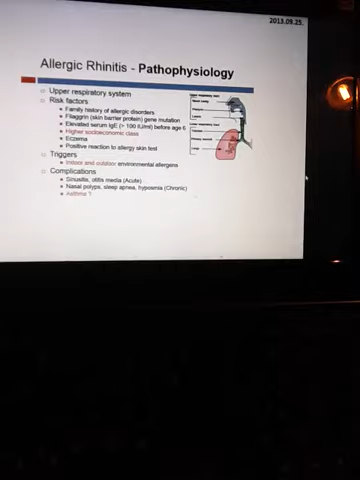 2013.09.25.
Allergic Rhinitis - Pathophysiology
Upper respiratory system
Risk factors
Family history of allergic disorders
Filaggrin (skin barrier protein) gene mutation
Elevated serum IgE (> 100 IU/ml) before age 6
Higher socioeconomic class
Eczema
Positive reaction to allergy skin test
Triggers
Indoor and outdoor environmental allergens
Complications
Sinusitis, otitis media (Acute)
Nasal polyps, sleep apnea, hyposmia (Chronic)
Asthma ?